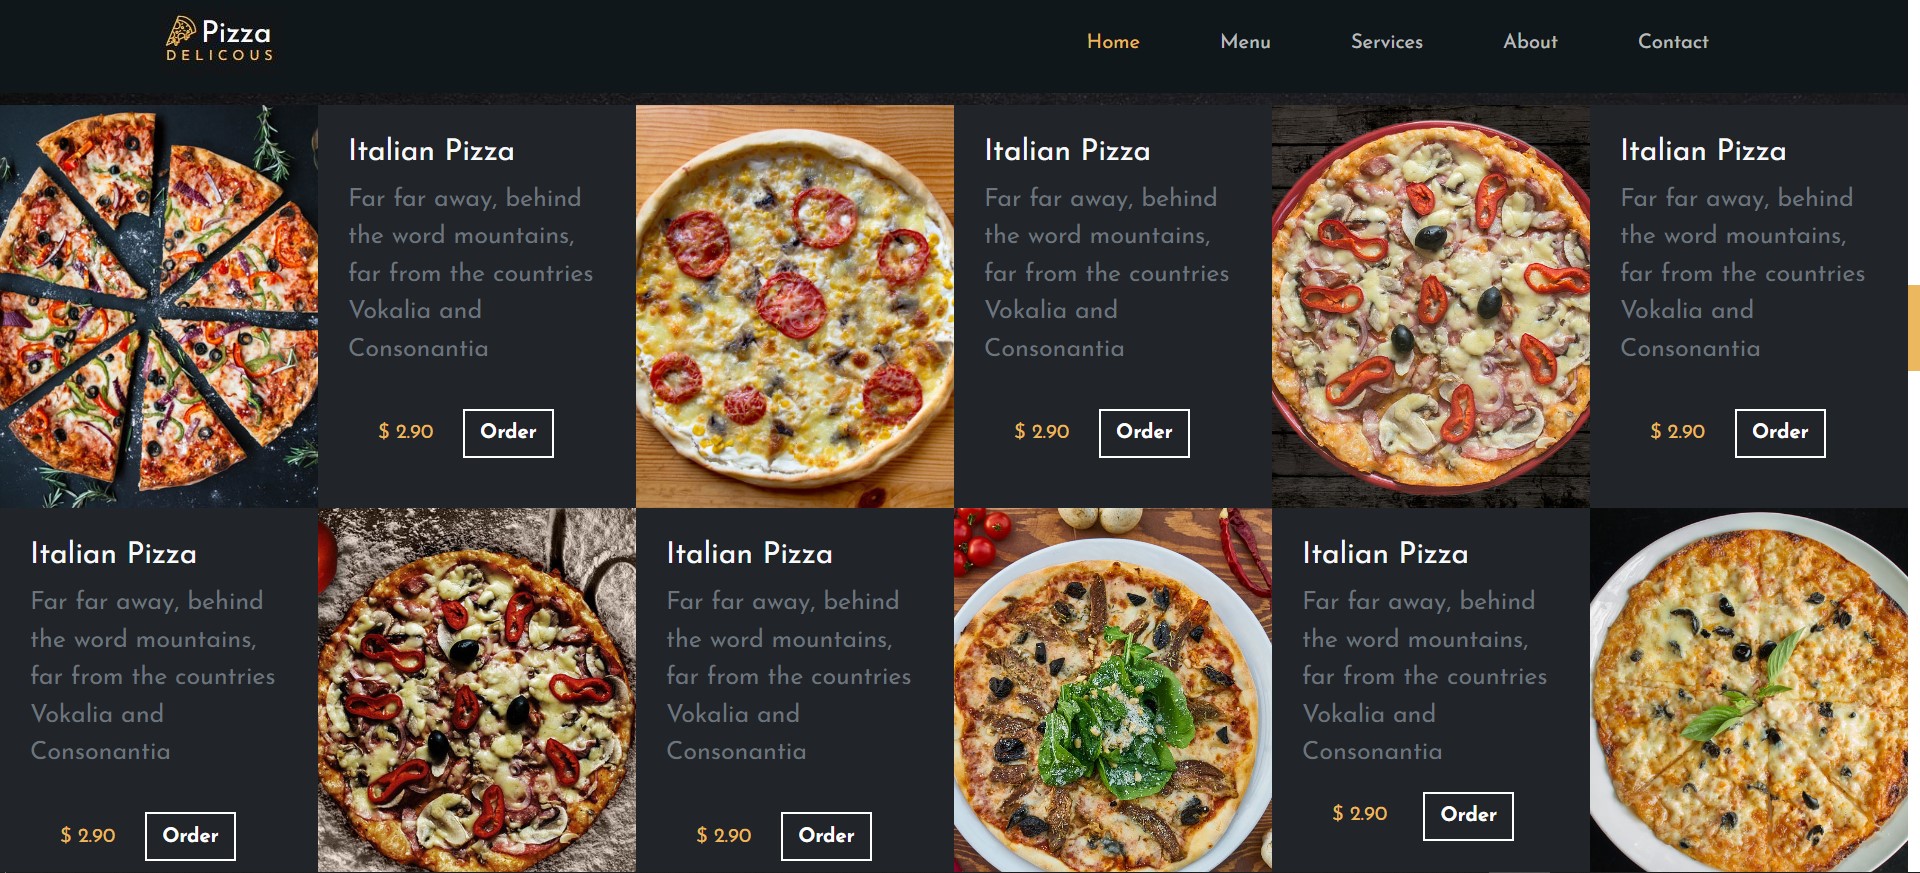 Pizza
DELICOUS
Home
Menu
Services
About
Contact
Italian Pizza
Far far away, behind
the word mountains,
far from the countries
Vokalia and
Consonantia
$ 2.90
Order
Italian Pizza
Far far away, behind
the word mountains,
far from the countries
Vokalia and
Consonantia
$ 2.90
Order
Italian Pizza
Far far away, behind
the word mountains,
far from the countries
Vokalia and
Consonantia
$ 2.90
Order
Italian Pizza
Far far away, behind
the word mountains,
far from the countries
Vokalia and
Consonantia
$ 2.90
Order
Italian Pizza
Far far away, behind
the word mountains,
far from the countries
Vokalia and
Consonantia
$ 2.90
Order
Italian Pizza
Far far away, behind
the word mountains,
far from the countries
Vokalia and
Consonantia
$ 2.90
Order